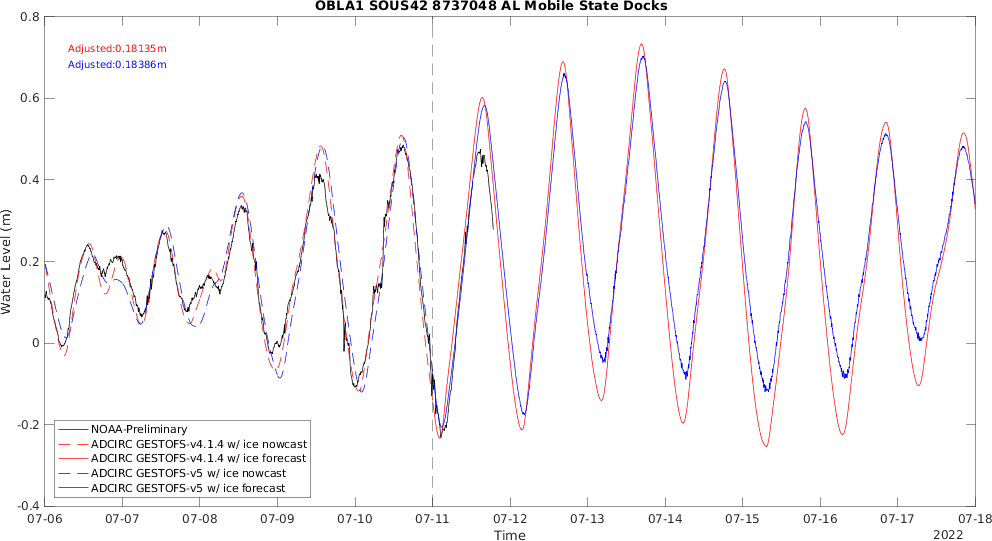 OBLA1 SOUS42 8737048 AL Mobile State Docks
0.8
Adjusted:0.18135m
Adjusted:0.18386m
0.6
0.4
0.2
0
-0.2
-0.4
Water Level (m)
NOAA-Preliminary
ADCIRC GESTOFS-v4.1.4 w/ ice nowcast
ADCIRC GESTOFS-v4.1.4 w/ ice forecast
ADCIRC GESTOFS-v5 w/ ice nowcast
ADCIRC GESTOFS-v5 w/ ice forecast
07-06 07-07 07-08 07-09 07-10 07-11 07-12 07-13 07-14 07-15 07-16 07-17 07-18
Time
2022